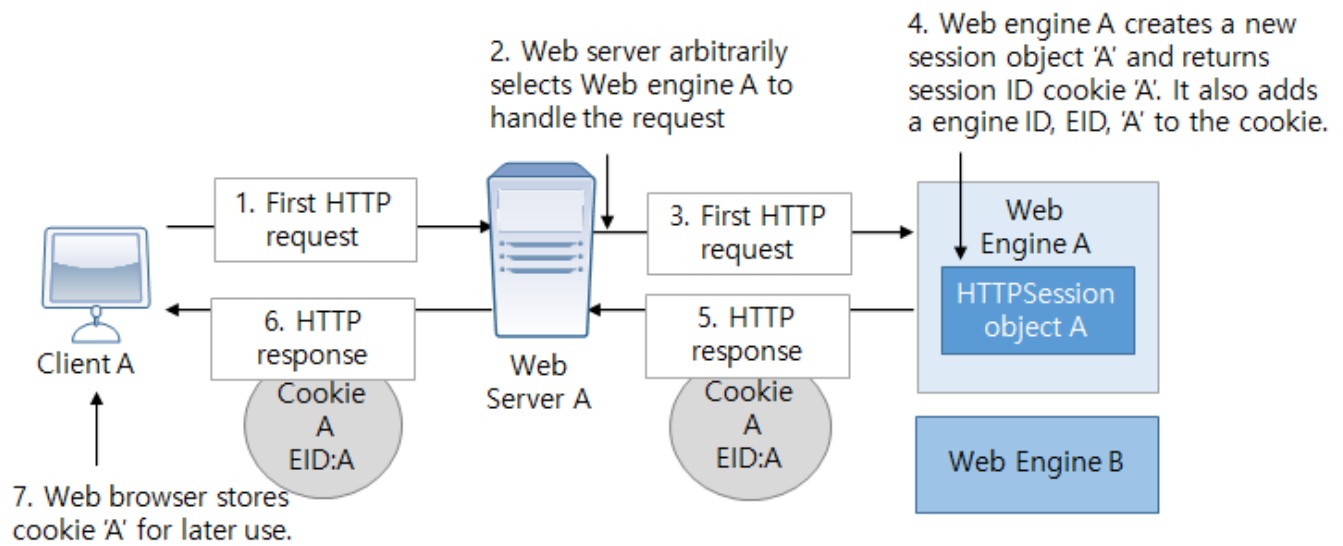 2. Web server arbitrarily
selects Web engine A to
handle the request
4. Web engine A creates a new
session object 'A' and returns
session ID cookie 'A'. It also adds
a engine ID, EID, 'A' to the cookie.
1. First HTTP
request
3. First HTTP
request
Web
Engine A
HTTPSession
object A
6. HTTP
response
5. HTTP
response
Client A
Web
Server A
Cookie
A
EID:A
Cookie
A
EID:A
Web Engine B
7. Web browser stores
cookie 'A' for later use.